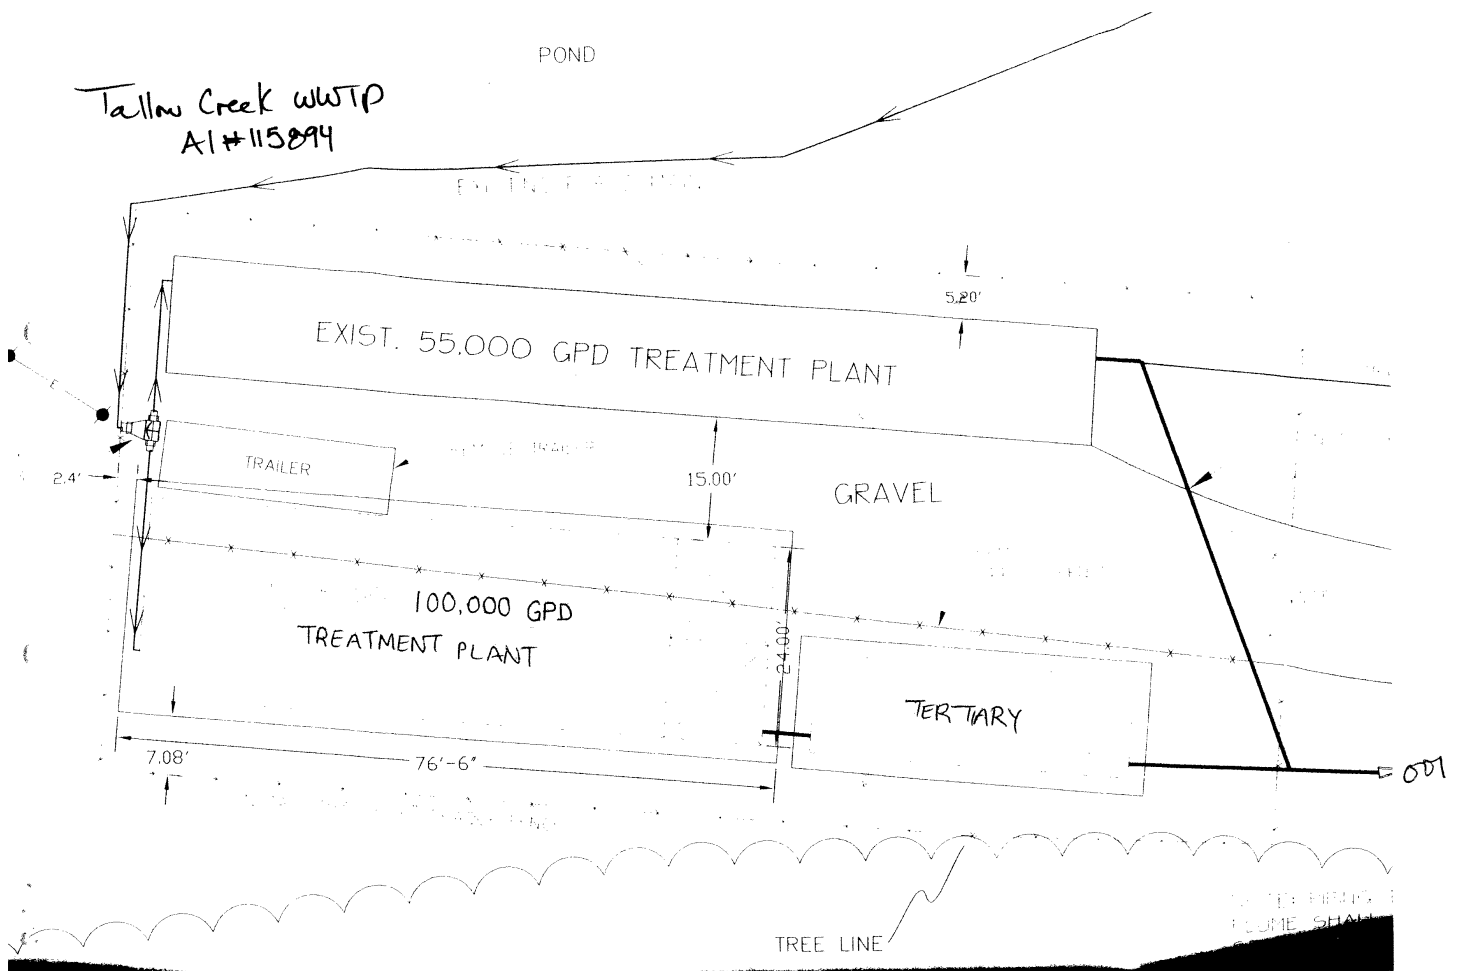 POND
Tallow Creek WWTP
AI#115894
5.20'
EXIST. 55,000 GPD TREATMENT PLANT
TRAILER
2.4'
15.00'
GRAVEL
100,000 GPD
TREATMENT PLANT
24.00'
TERTIARY
7.08'
76'-6"
001
TREE LINE